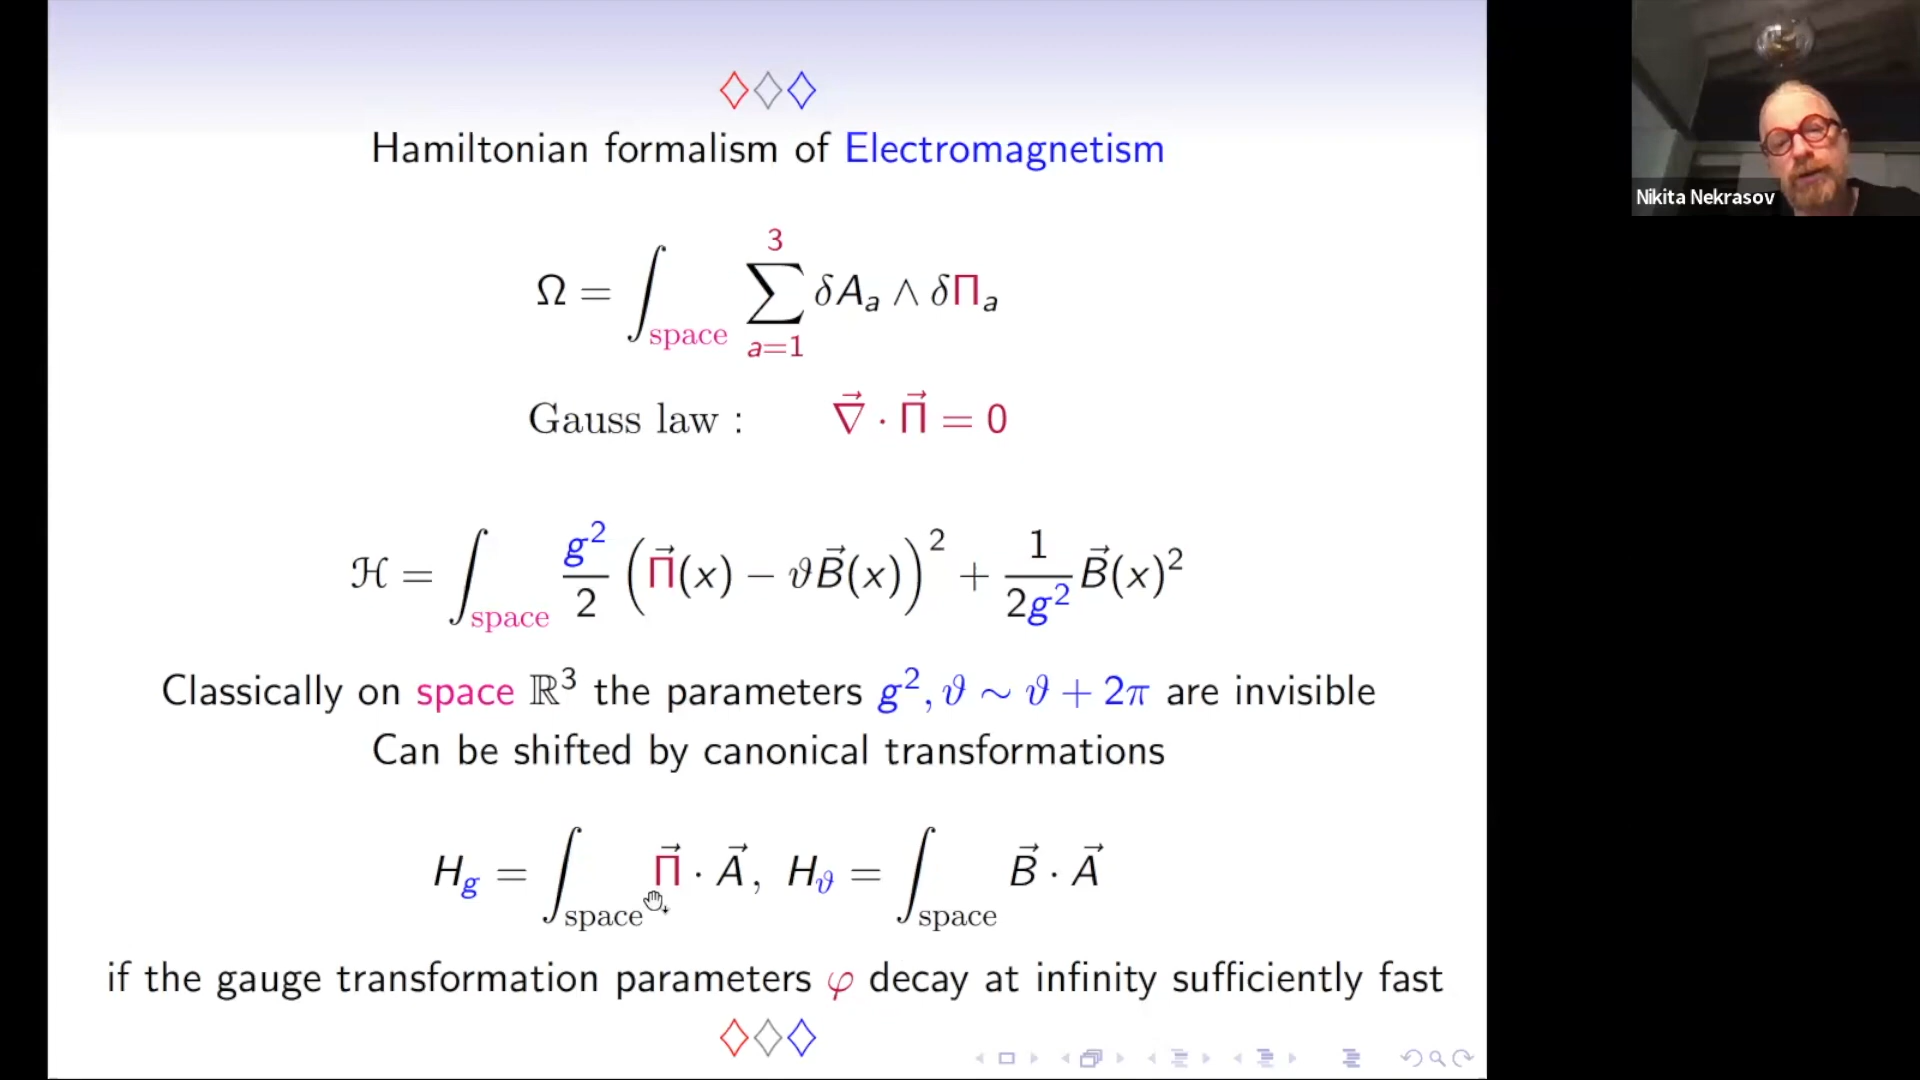 Hamiltonian formalism of Electromagnetism
Ω = ∫_space ∑_{a=1}^{3} δA_a ∧ δΠ_a
Gauss law : ∇⃗ · Π⃗ = 0
ℋ = ∫_space g²/2 (Π⃗(x) − ϑB⃗(x))² + 1/2g² B⃗(x)²
Classically on space ℝ³ the parameters g², ϑ ∼ ϑ + 2π are invisible
Can be shifted by canonical transformations
H_g = ∫_space Π⃗ · A⃗, H_ϑ = ∫_space B⃗ · A⃗
if the gauge transformation parameters φ decay at infinity sufficiently fast
Nikita Nekrasov